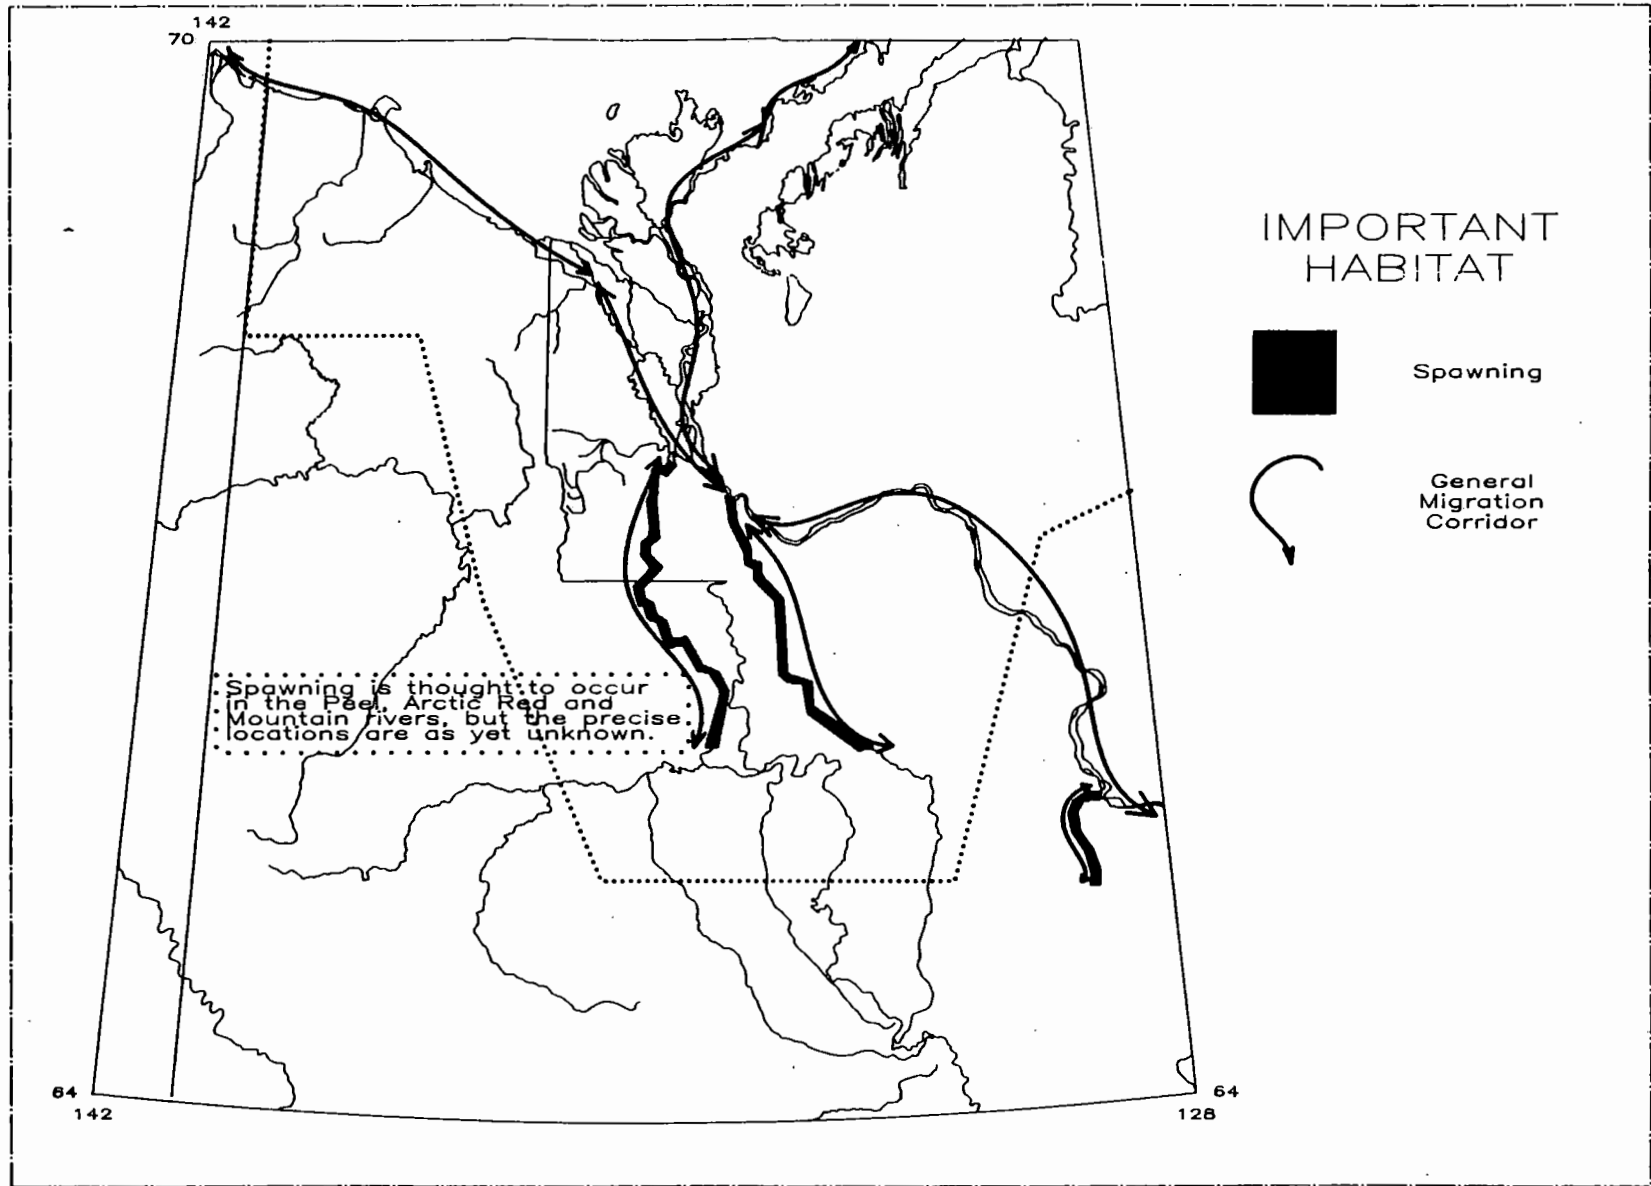 142
70
IMPORTANT
HABITAT
Spawning
General
Migration
Corridor
Spawning is thought to occur
in the Peel, Arctic Red and
Mountain rivers, but the precise
locations are as yet unknown.
64
142
64
128